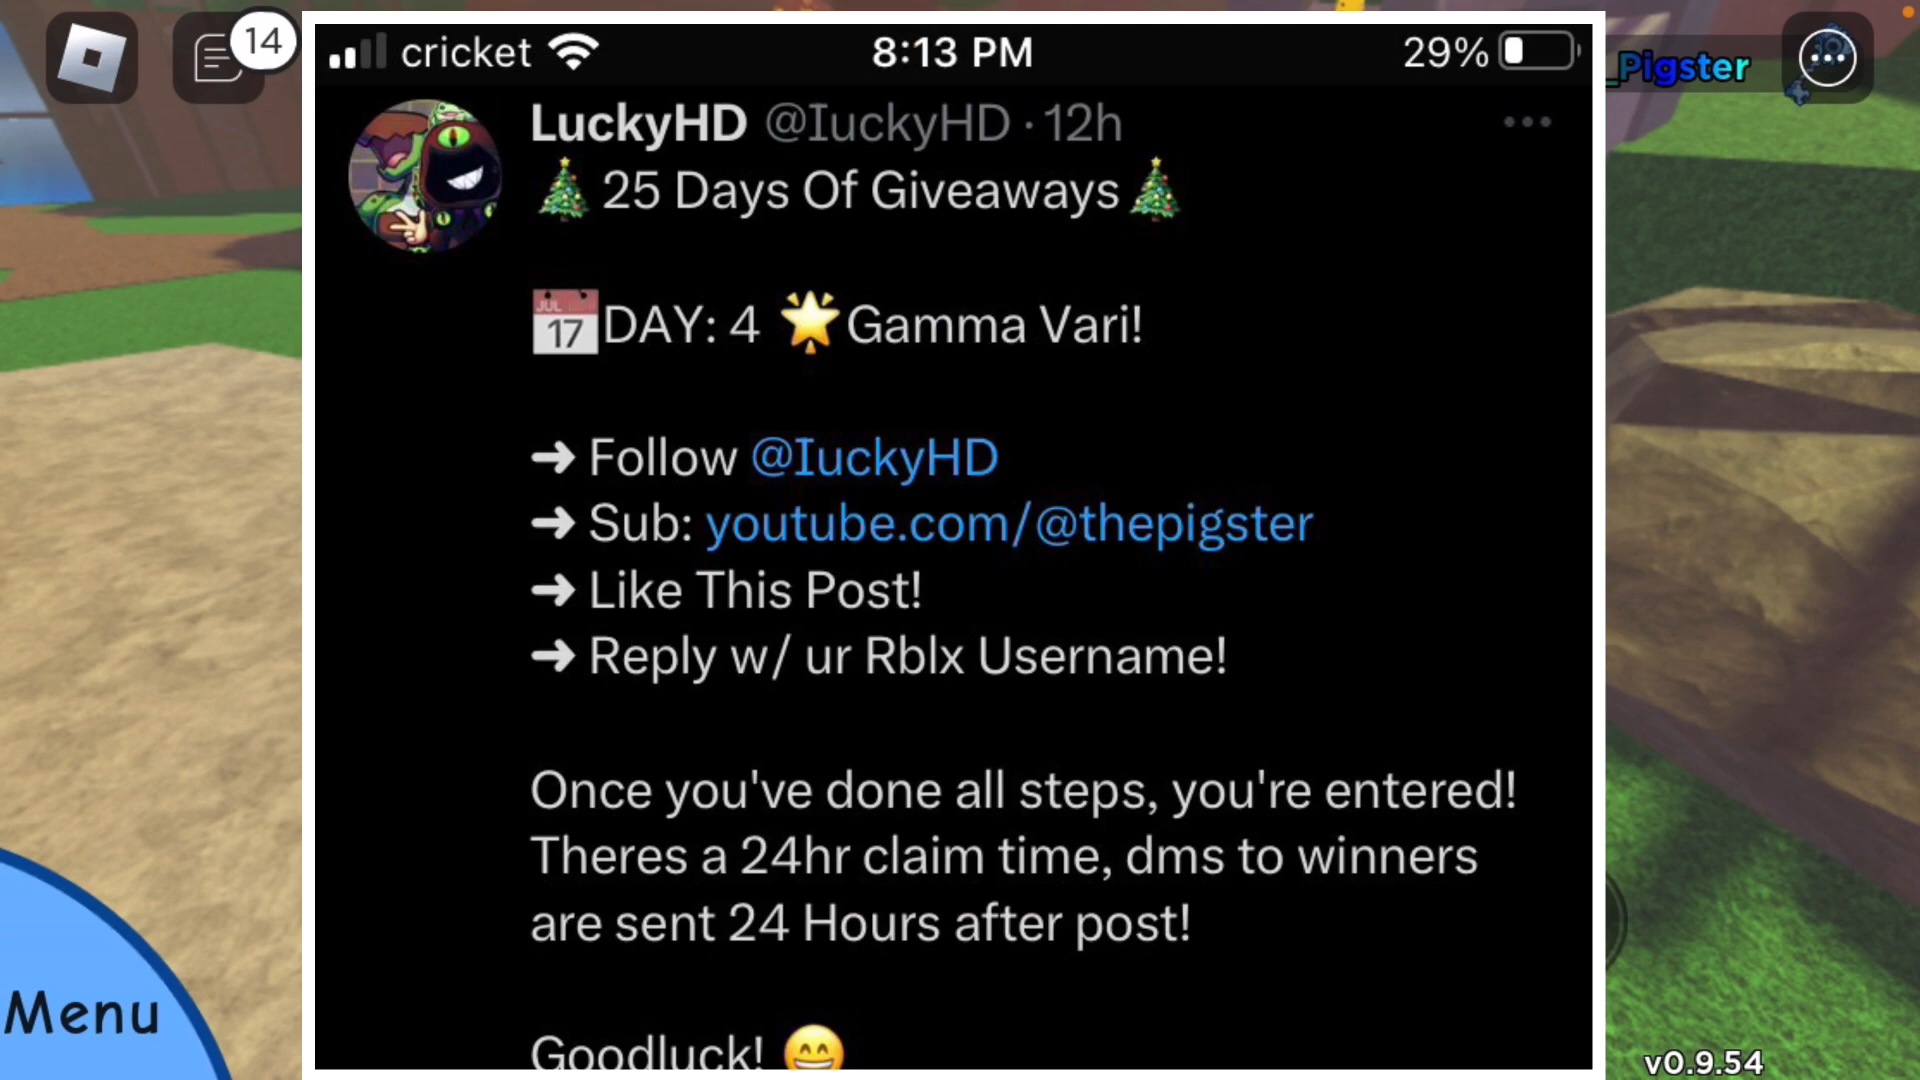 14
cricket
8:13 PM
29%
_Pigster
LuckyHD @IuckyHD · 12h
🎄 25 Days Of Giveaways🎄
JUL
17
DAY: 4 🌟Gamma Vari!
➜ Follow @IuckyHD
➜ Sub: youtube.com/@thepigster
➜ Like This Post!
➜ Reply w/ ur Rblx Username!
Once you've done all steps, you're entered!
Theres a 24hr claim time, dms to winners
are sent 24 Hours after post!
Goodluck! 😄
Menu
v0.9.54